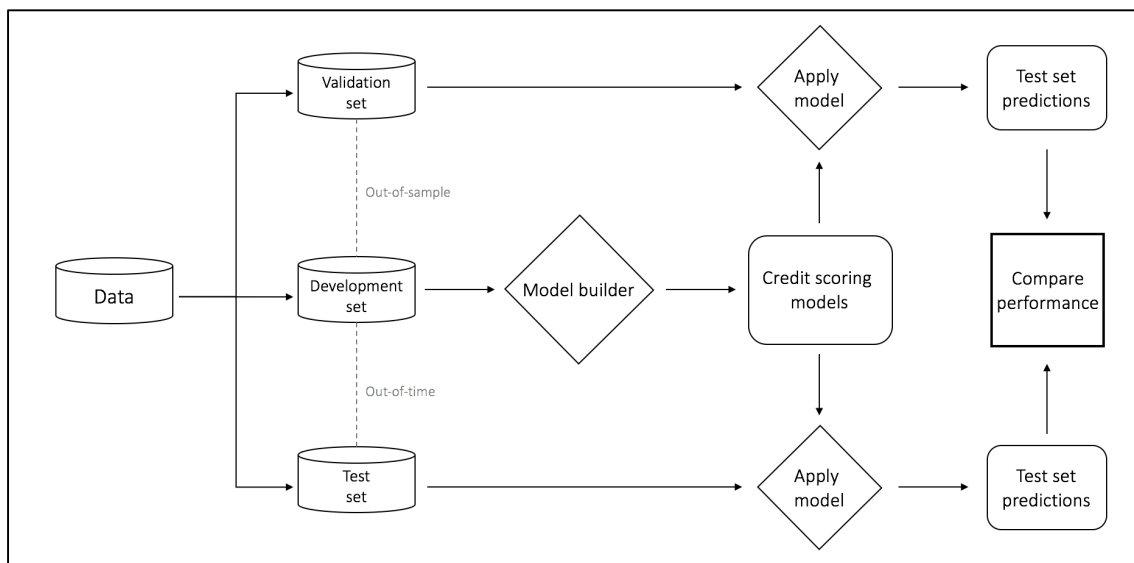 Validation
set
Apply
model
Test set
predictions
Out-of-sample
Data
Development
set
Model builder
Credit scoring
models
Compare
performance
Out-of-time
Test
set
Apply
model
Test set
predictions